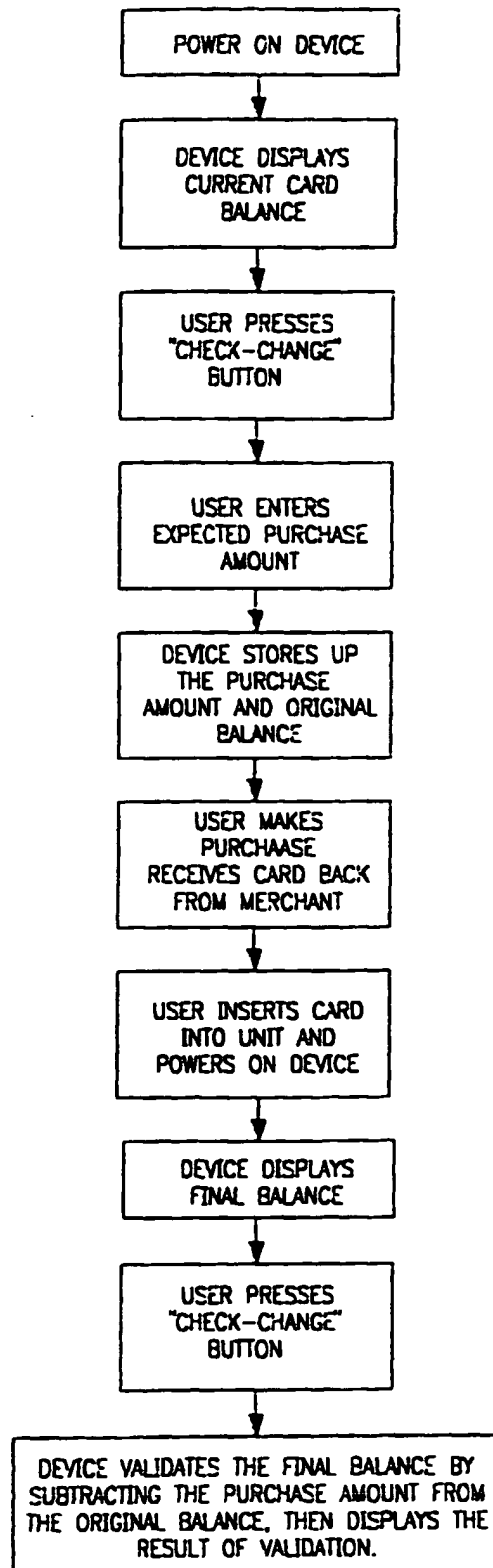 POWER ON DEVICE
DEVICE DISPLAYS
CURRENT CARD
BALANCE
USER PRESSES
"CHECK-CHANGE"
BUTTON
USER ENTERS
EXPECTED PURCHASE
AMOUNT
DEVICE STORES UP
THE PURCHASE
AMOUNT AND ORIGINAL
BALANCE
USER MAKES
PURCHAASE
RECEIVES CARD BACK
FROM MERCHANT
USER INSERTS CARD
INTO UNIT AND
POWERS ON DEVICE
DEVICE DISPLAYS
FINAL BALANCE
USER PRESSES
"CHECK-CHANGE"
BUTTON
DEVICE VALIDATES THE FINAL BALANCE BY
SUBTRACTING THE PURCHASE AMOUNT FROM
THE ORIGINAL BALANCE, THEN DISPLAYS THE
RESULT OF VALIDATION.